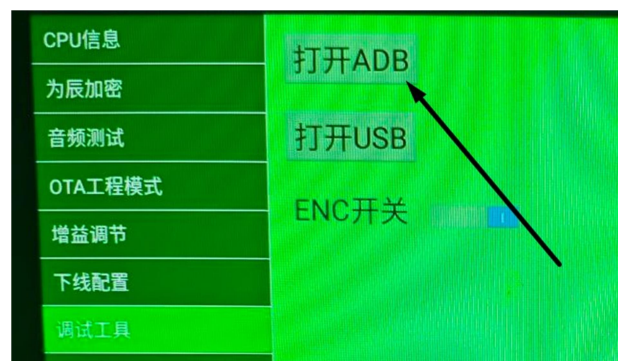 CPU信息
为辰加密
音频测试
OTA工程模式
增益调节
下线配置
调试工具
打开ADB
打开USB
ENC开关